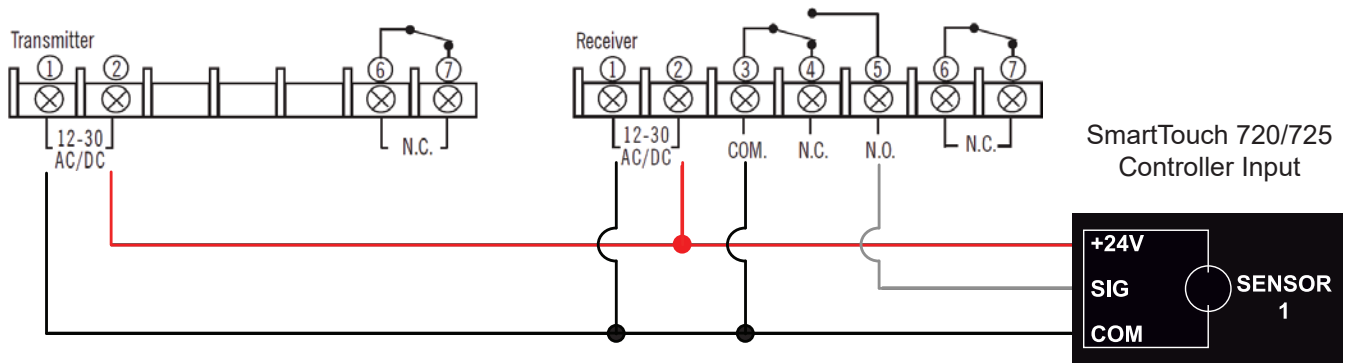 Transmitter
① ② ⑥ ⑦
12-30
AC/DC
N.C.
Receiver
① ② ③ ④ ⑤ ⑥ ⑦
12-30
AC/DC
COM. N.C. N.O. N.C.
SmartTouch 720/725
Controller Input
+24V
SIG
COM
SENSOR
1